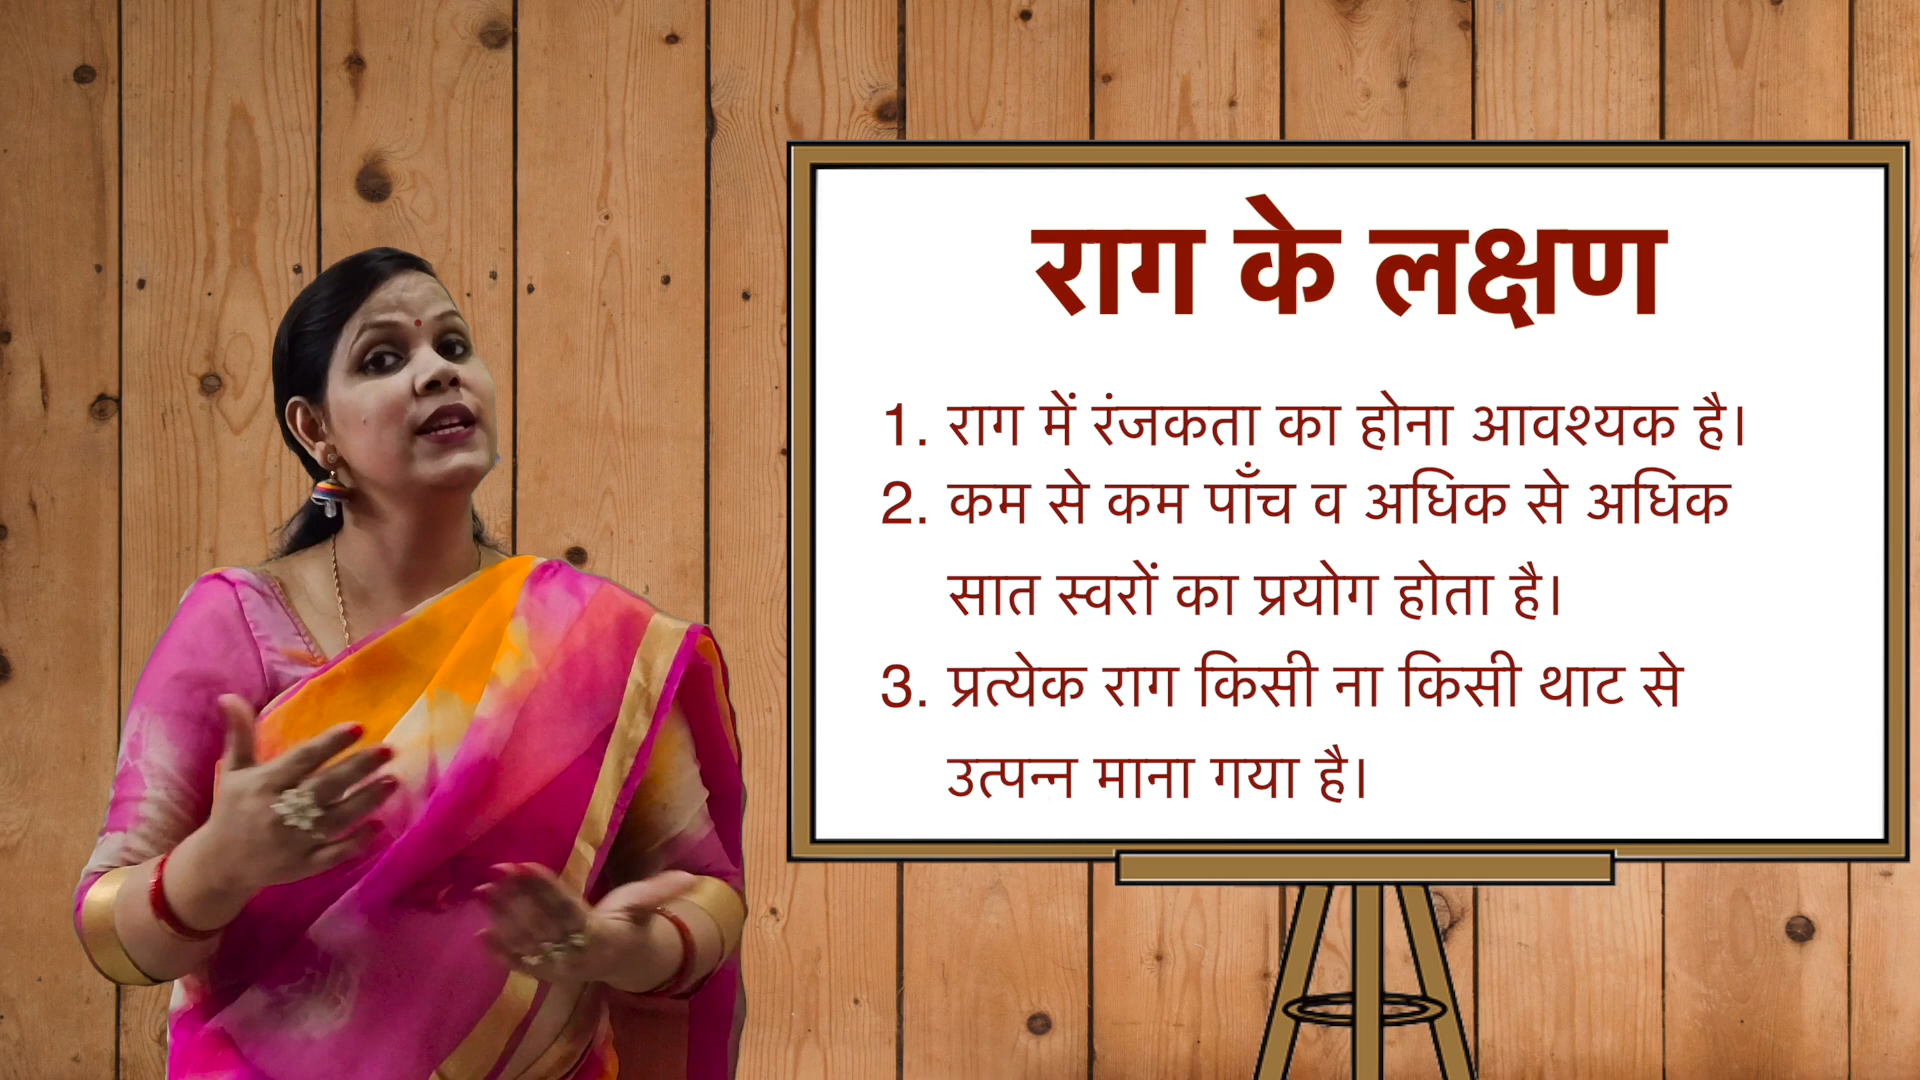 राग के लक्षण
1. राग में रंजकता का होना आवश्यक है।
2. कम से कम पाँच व अधिक से अधिक
सात स्वरों का प्रयोग होता है।
3. प्रत्येक राग किसी ना किसी थाट से
उत्पन्न माना गया है।